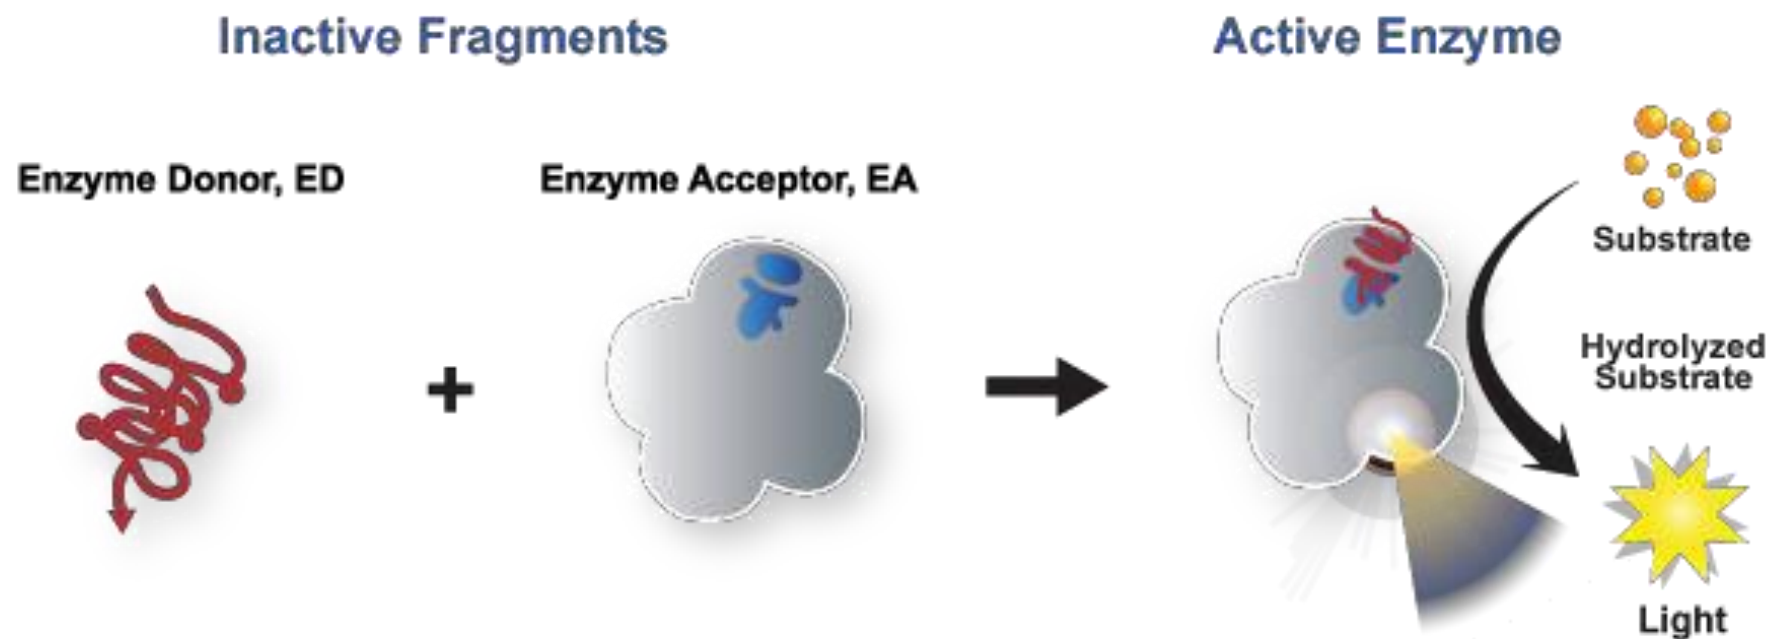 Inactive Fragments
Active Enzyme
Enzyme Donor, ED
Enzyme Acceptor, EA
Substrate
Hydrolyzed
Substrate
Light